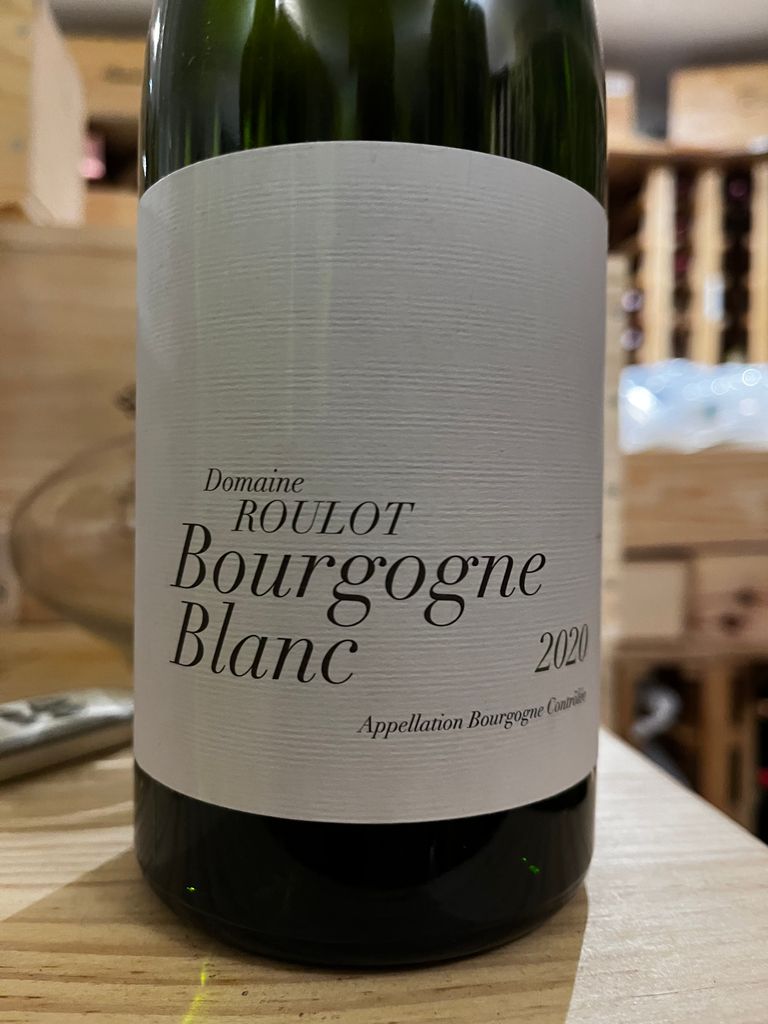 Domaine
ROULOT
Bourgogne
Blanc
2020
Appellation Bourgogne Contrôlée